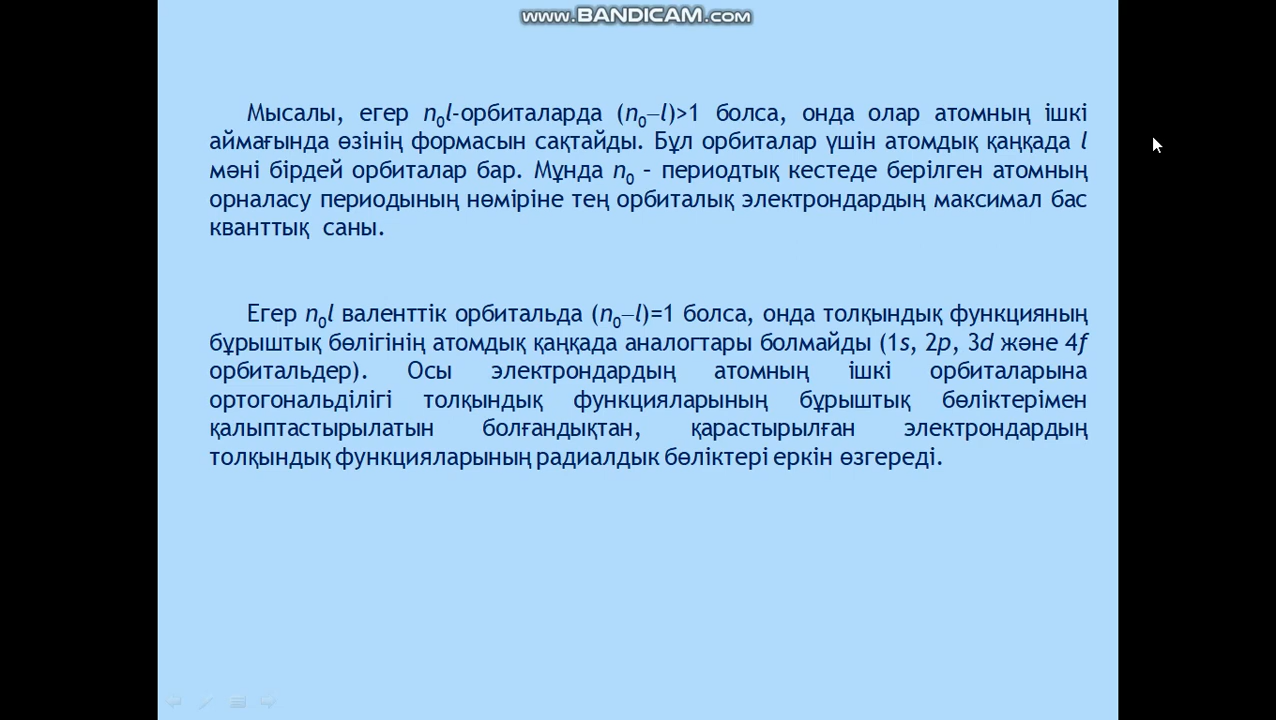 www.BANDICAM.com
Мысалы, егер n₀l-орбиталарда (n₀–l)>1 болса, онда олар атомның ішкі
аймағында өзінің формасын сақтайды. Бұл орбиталар үшін атомдық қаңқада l
мәні бірдей орбиталар бар. Мұнда n₀ – периодтық кестеде берілген атомның
орналасу периодының нөміріне тең орбиталық электрондардың максимал бас
кванттық саны.
Егер n₀l валенттік орбитальда (n₀–l)=1 болса, онда толқындық функцияның
бұрыштық бөлігінің атомдық қаңқада аналогтары болмайды (1s, 2p, 3d және 4f
орбитальдер). Осы электрондардың атомның ішкі орбиталарына
ортогональділігі толқындық функцияларының бұрыштық бөліктерімен
қалыптастырылатын болғандықтан, қарастырылған электрондардың
толқындық функцияларының радиалдык бөліктері еркін өзгереді.